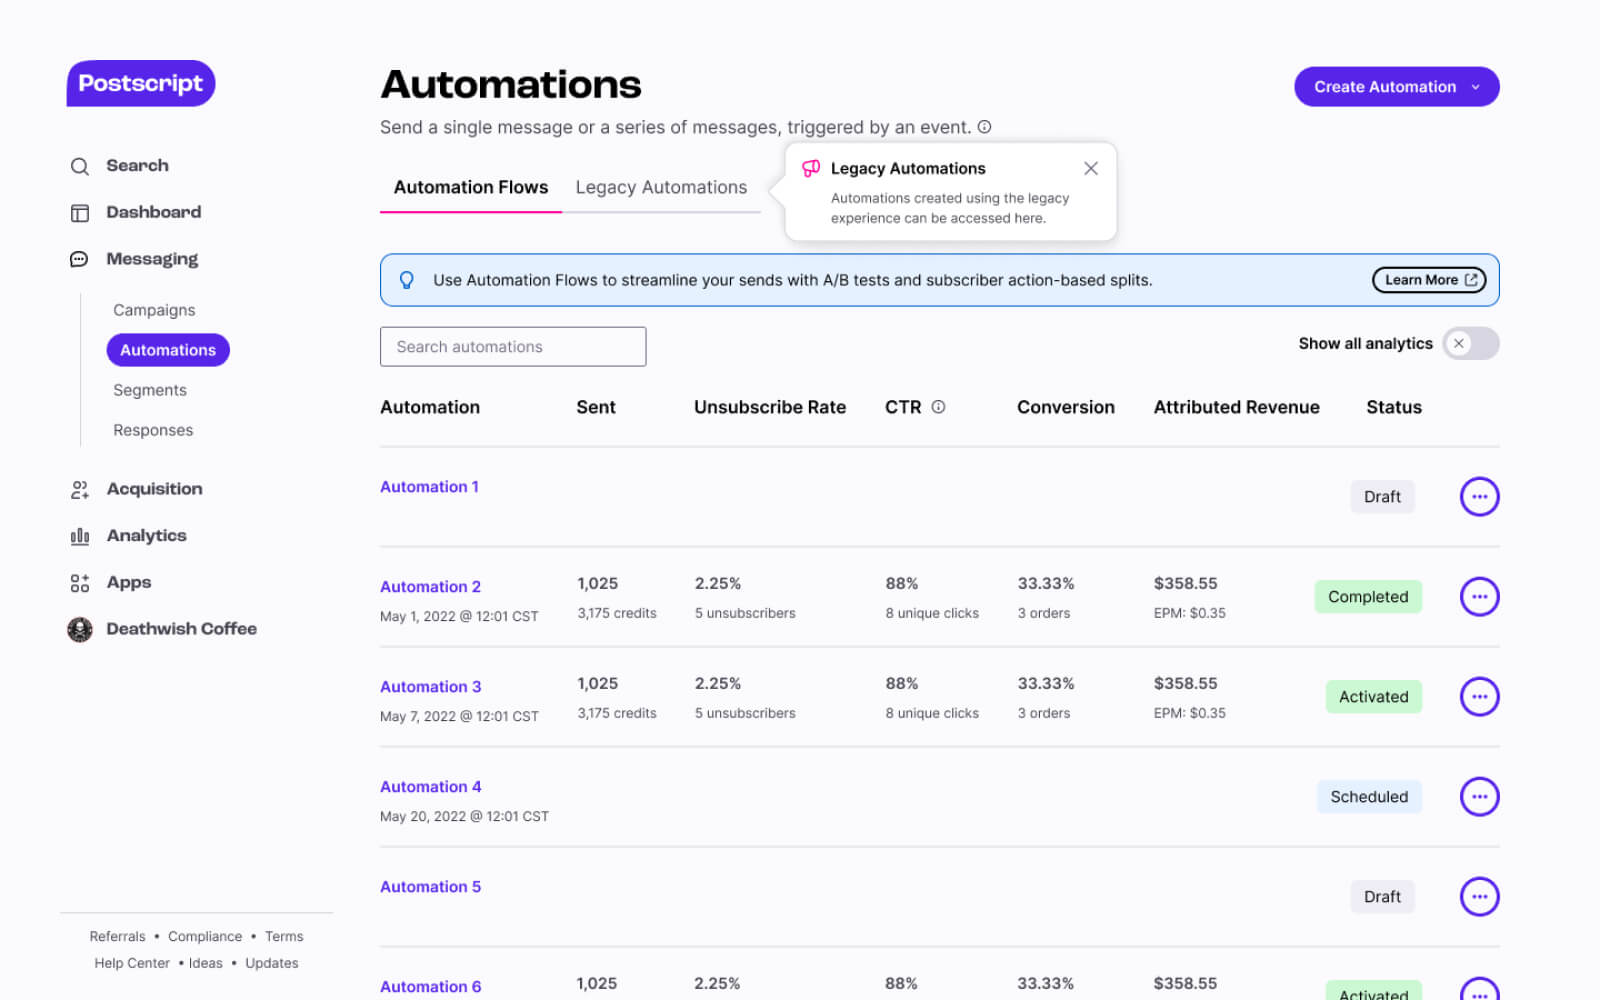 Postscript
Search
Dashboard
Messaging
Campaigns
Automations
Segments
Responses
Acquisition
Analytics
Apps
Deathwish Coffee
Referrals • Compliance • Terms
Help Center • Ideas • Updates
Automations
Create Automation
Send a single message or a series of messages, triggered by an event.
Automation Flows Legacy Automations
Legacy Automations
Automations created using the legacy
experience can be accessed here.
Use Automation Flows to streamline your sends with A/B tests and subscriber action-based splits. Learn More
Search automations
Show all analytics
Automation Sent Unsubscribe Rate CTR Conversion Attributed Revenue Status
Automation 1 Draft
Automation 2 1,025 2.25% 88% 33.33% $358.55 Completed
May 1, 2022 @ 12:01 CST 3,175 credits 5 unsubscribers 8 unique clicks 3 orders EPM: $0.35
Automation 3 1,025 2.25% 88% 33.33% $358.55 Activated
May 7, 2022 @ 12:01 CST 3,175 credits 5 unsubscribers 8 unique clicks 3 orders EPM: $0.35
Automation 4 Scheduled
May 20, 2022 @ 12:01 CST
Automation 5 Draft
Automation 6 1,025 2.25% 88% 33.33% $358.55 Activated